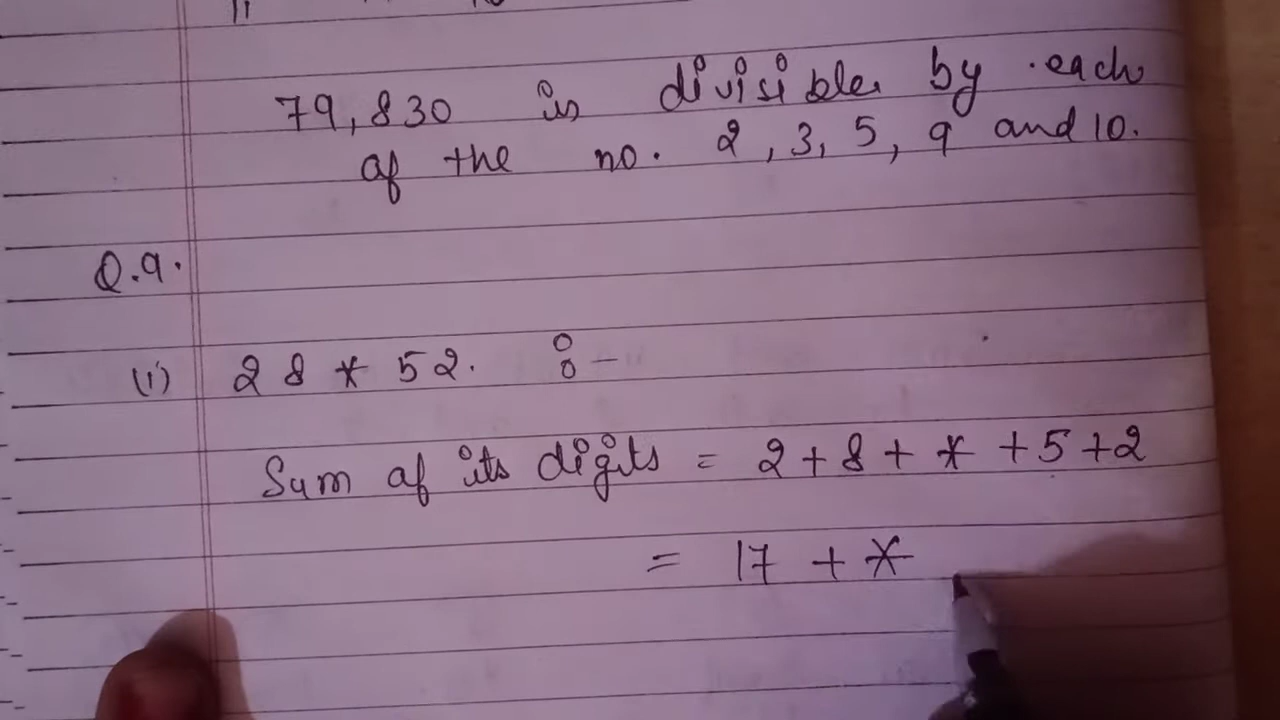 79,830 is divisible by each
of the no. 2, 3, 5, 9 and 10.
Q.9.
(i) 28 * 52. :-
Sum of its digits = 2+8+*+5+2
= 17 + *